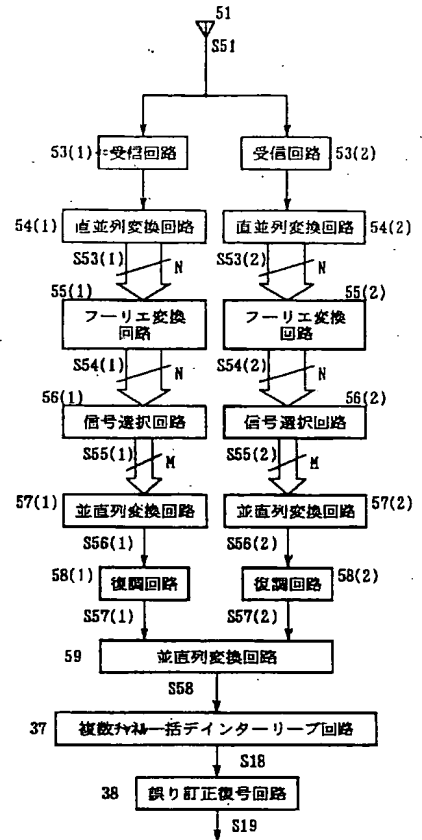 51
S51
53(1) 受信回路 受信回路 53(2)
54(1) 直並列変換回路 直並列変換回路 54(2)
S53(1) N S53(2) N
55(1) 55(2)
フーリエ変換 フーリエ変換
回路 回路
S54(1) N S54(2) N
56(1) 56(2)
信号選択回路 信号選択回路
S55(1) M S55(2) M
57(1) 並直列変換回路 並直列変換回路 57(2)
S56(1) S56(2)
58(1) 復調回路 復調回路 58(2)
S57(1) S57(2)
59 並直列変換回路
S58
37 複数チャネル一括デインターリーブ回路
S18
38 誤り訂正復号回路
S19